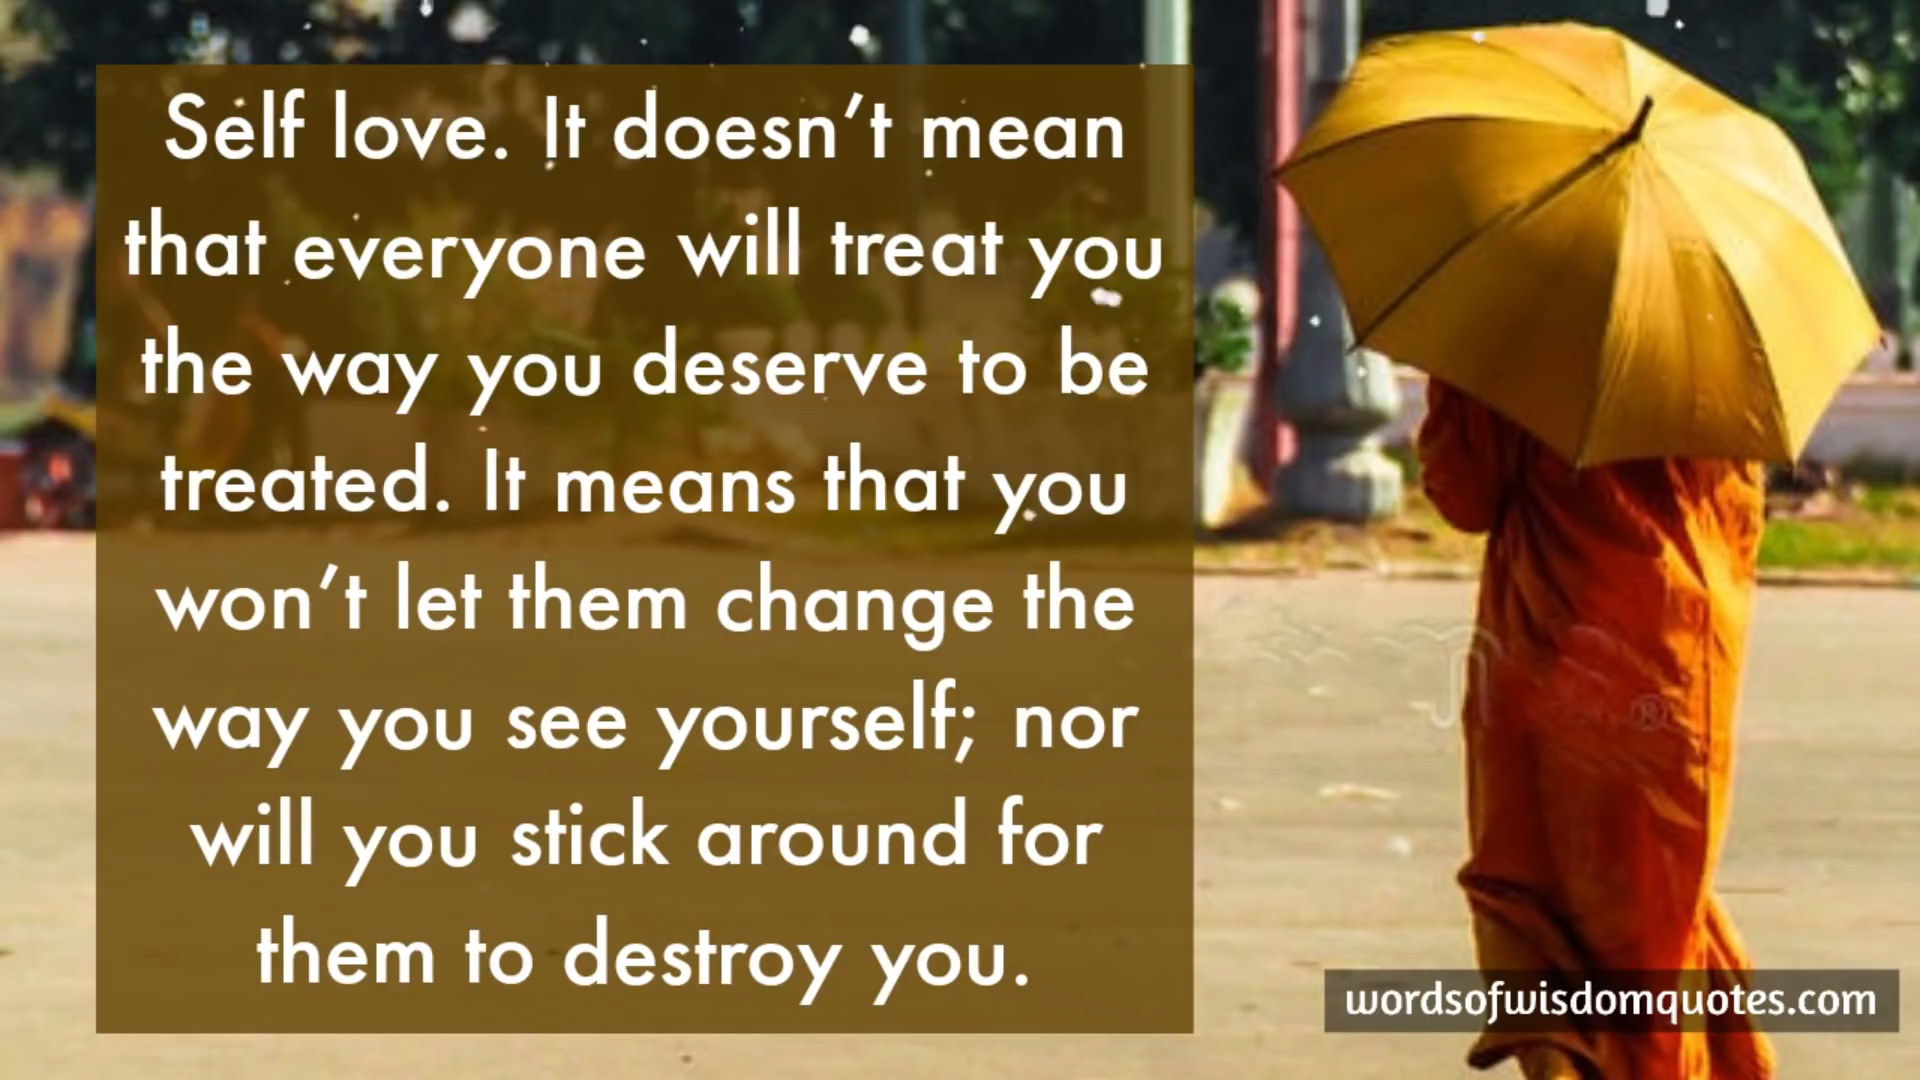 Self love. It doesn't mean
that everyone will treat you
the way you deserve to be
treated. It means that you
won't let them change the
way you see yourself; nor
will you stick around for
them to destroy you.
wordsofwisdomquotes.com